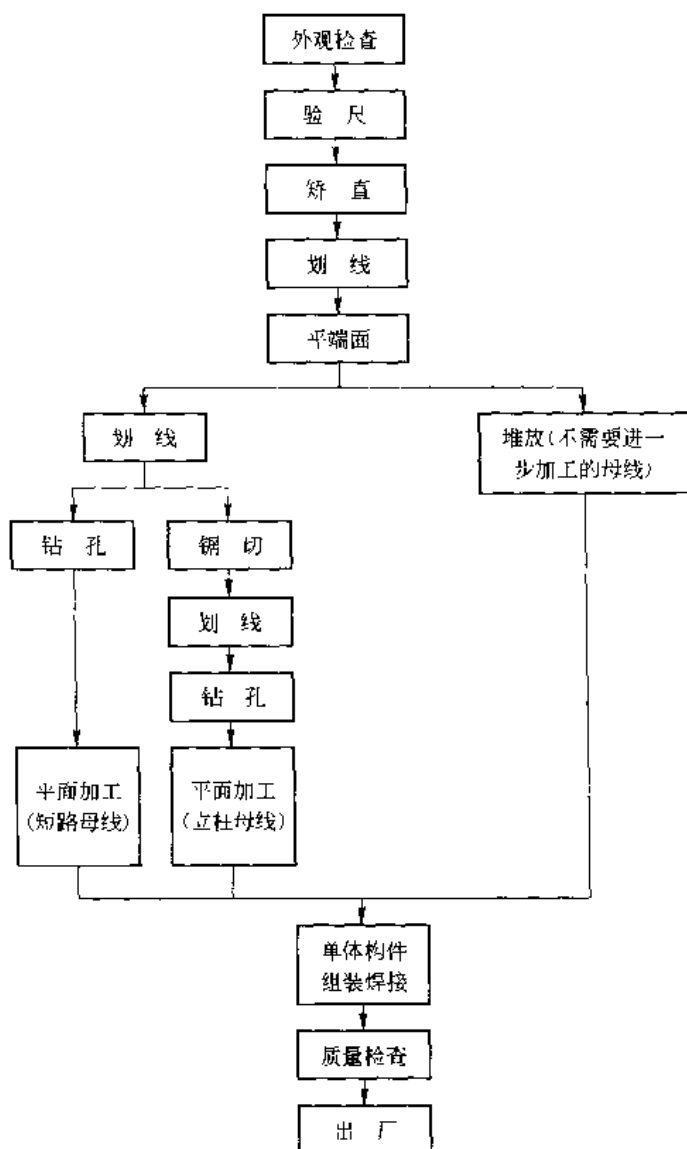 外观检查
验 尺
矫 直
划 线
平端面
划 线
堆放(不需要进一
步加工的母线)
钻 孔
锯 切
划 线
钻 孔
平面加工
(短路母线)
平面加工
(立柱母线)
单体构件
组装焊接
质量检查
出 厂